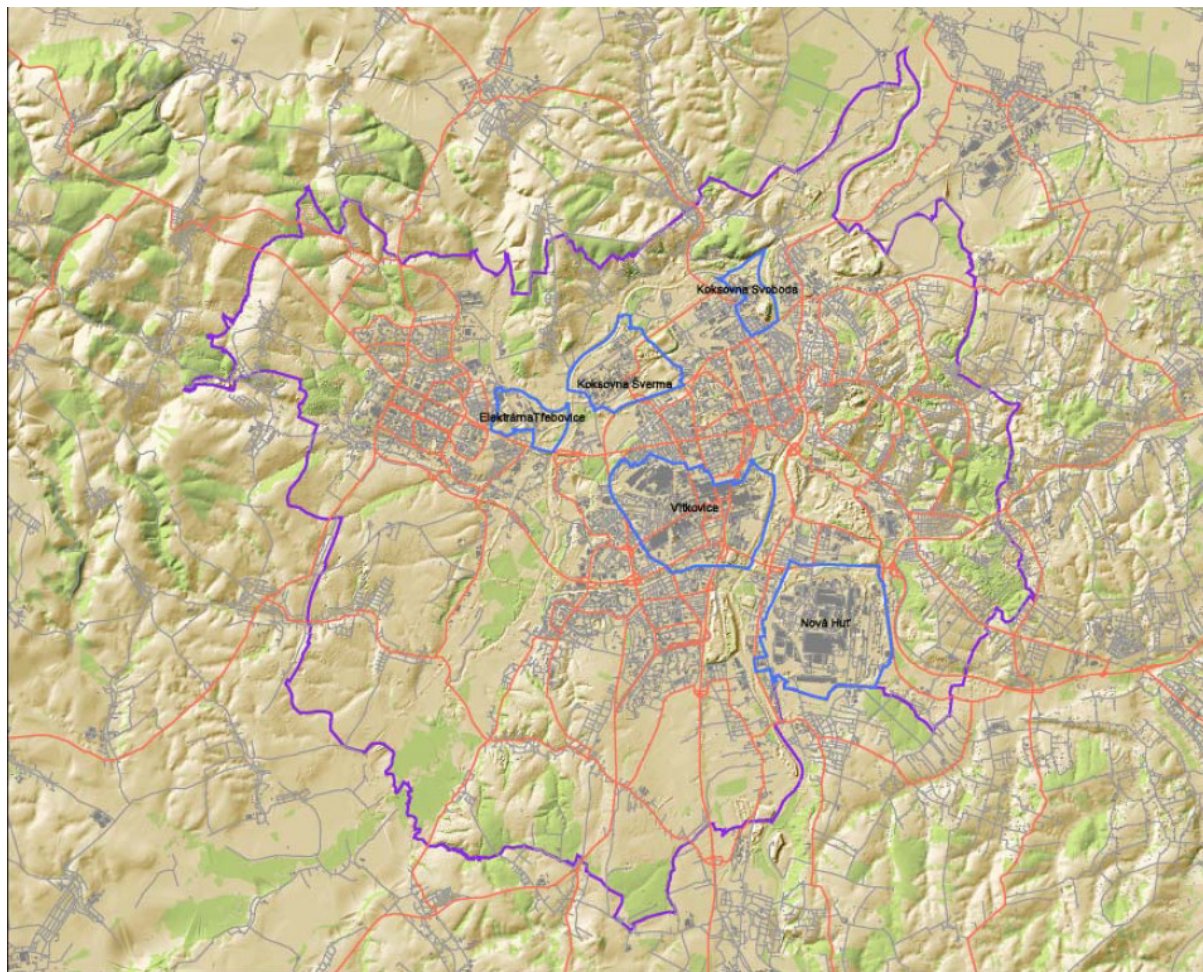 Koksovna Svoboda
Koksovna Šverma
ElektrárnaTřebovice
Vítkovice
Nová Huť